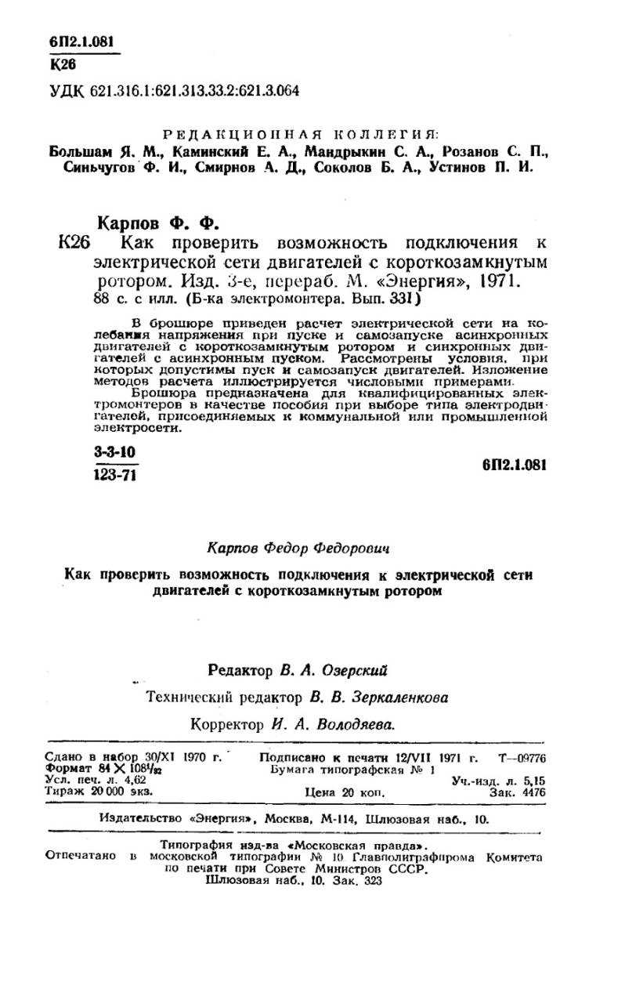 6П2.1.081
К26
УДК 621.316.1:621.313.33.2:621.3.064
РЕДАКЦИОННАЯ КОЛЛЕГИЯ:
Большам Я. М., Каминский Е. А., Мандрыкин С. А., Розанов С. П.,
Синьчугов Ф. И., Смирнов А. Д., Соколов Б. А., Устинов П. И.
Карпов Ф. Ф.
К26 Как проверить возможность подключения к
электрической сети двигателей с короткозамкнутым
ротором. Изд. 3-е, перераб. М. «Энергия», 1971.
88 с. с илл. (Б-ка электромонтера. Вып. 331)
В брошюре приведен расчет электрической сети на ко-
лебания напряжения при пуске и самозапуске асинхронных
двигателей с короткозамкнутым ротором и синхронных дви-
гателей с асинхронным пуском. Рассмотрены условия, при
которых допустимы пуск и самозапуск двигателей. Изложение
методов расчета иллюстрируется числовыми примерами.
Брошюра предназначена для квалифицированных элек-
тромонтеров в качестве пособия при выборе типа электродви-
гателей, присоединяемых к коммунальной или промышленной
электросети.
3-3-10
123-71
6П2.1.081
Карпов Федор Федорович
Как проверить возможность подключения к электрической сети
двигателей с короткозамкнутым ротором
Редактор В. А. Озерский
Технический редактор В. В. Зеркаленкова
Корректор И. А. Володяева.
Сдано в набор 30/XI 1970 г. Подписано к печати 12/VII 1971 г. Т—09776
Формат 84×108¹/₃₂ Бумага типографская № 1
Усл. печ. л. 4,62 Уч.-изд. л. 5,15
Тираж 20 000 экз. Цена 20 коп. Зак. 4476
Издательство «Энергия», Москва, М-114, Шлюзовая наб., 10.
Типография изд-ва «Московская правда».
Отпечатано в московской типографии № 10 Главполиграфпрома Комитета
по печати при Совете Министров СССР.
Шлюзовая наб., 10. Зак. 323